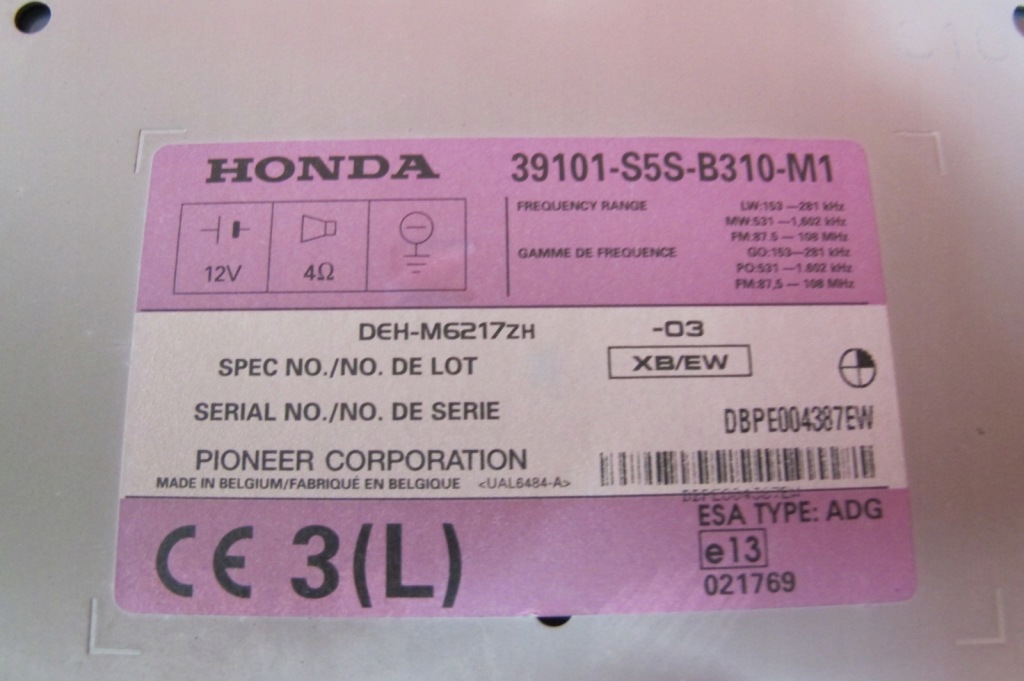 HONDA 39101-S5S-B310-M1
12V 4Ω
FREQUENCY RANGE LW:153—281 kHz
MW:531—1,602 kHz
FM:87.5—108 MHz
GAMME DE FREQUENCE GO:153—281 kHz
PO:531—1.602 kHz
FM:87,5—108 MHz
DEH-M6217ZH -03
SPEC NO./NO. DE LOT XB/EW
SERIAL NO./NO. DE SERIE DBPE004387EW
PIONEER CORPORATION
MADE IN BELGIUM/FABRIQUÉ EN BELGIQUE <UAL6484-A>
DBPE004387EW
CE 3(L) ESA TYPE: ADG
e13
021769